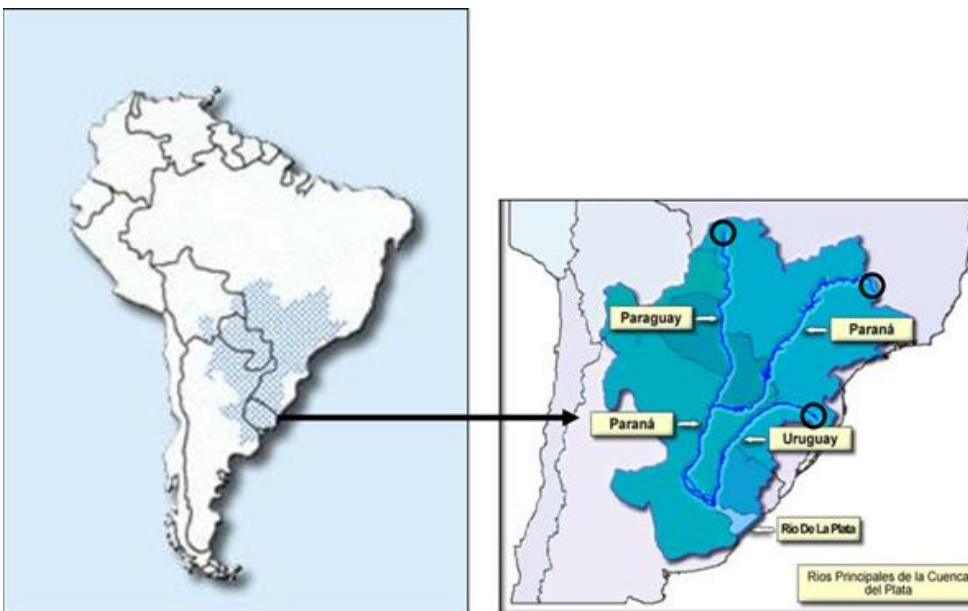 Paraguay
Paraná
Paraná
Uruguay
Rio De La Plata
Rios Principales de la Cuenca
del Plata